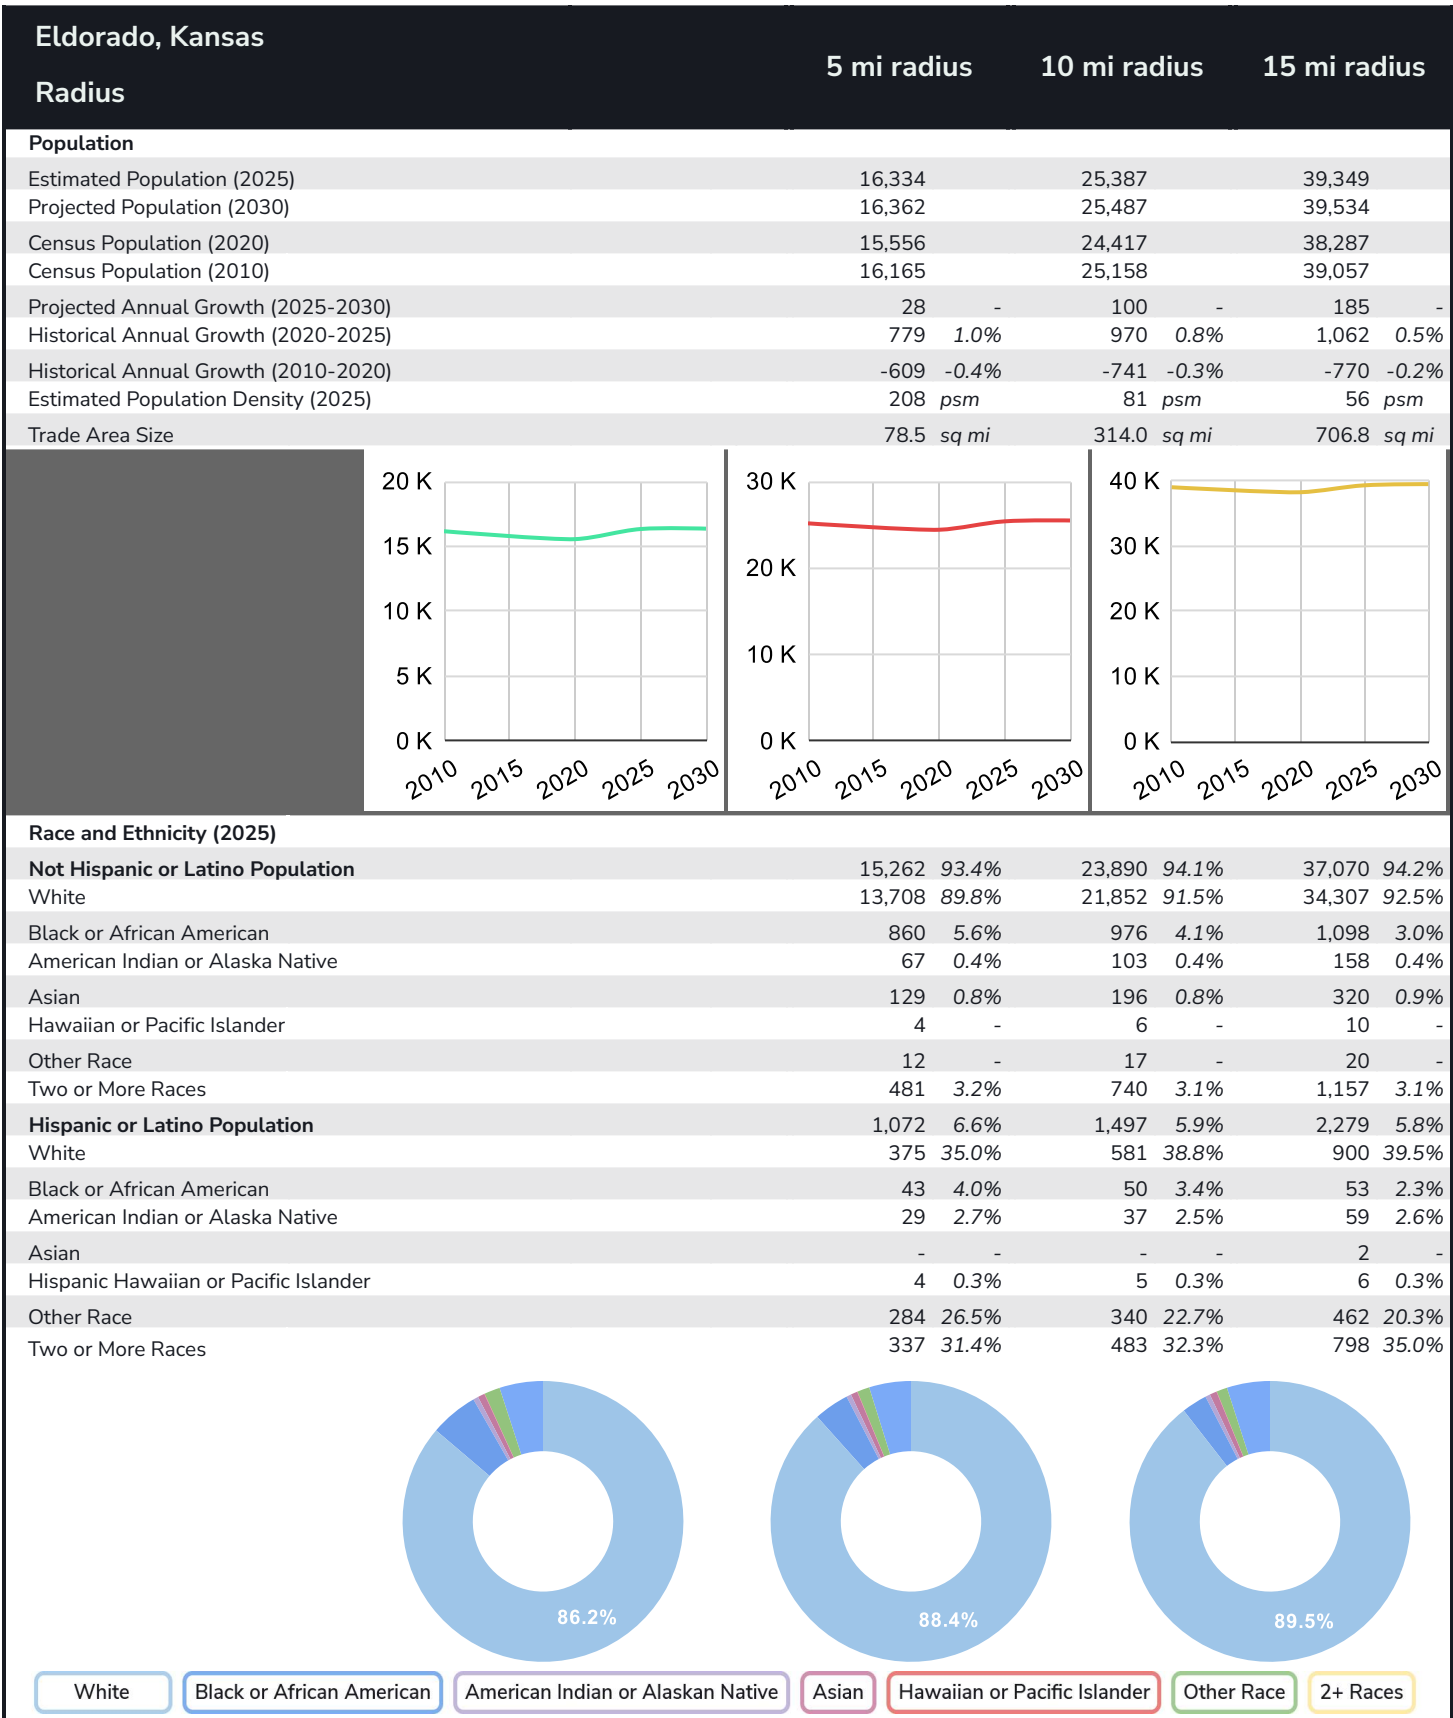 Eldorado, Kansas
Radius
5 mi radius 10 mi radius 15 mi radius
Population
Estimated Population (2025) 16,334 25,387 39,349
Projected Population (2030) 16,362 25,487 39,534
Census Population (2020) 15,556 24,417 38,287
Census Population (2010) 16,165 25,158 39,057
Projected Annual Growth (2025-2030) 28 - 100 - 185 -
Historical Annual Growth (2020-2025) 779 1.0% 970 0.8% 1,062 0.5%
Historical Annual Growth (2010-2020) -609 -0.4% -741 -0.3% -770 -0.2%
Estimated Population Density (2025) 208 psm 81 psm 56 psm
Trade Area Size 78.5 sq mi 314.0 sq mi 706.8 sq mi
20 K
15 K
10 K
5 K
0 K
2010 2015 2020 2025 2030
30 K
20 K
10 K
0 K
2010 2015 2020 2025 2030
40 K
30 K
20 K
10 K
0 K
2010 2015 2020 2025 2030
Race and Ethnicity (2025)
Not Hispanic or Latino Population 15,262 93.4% 23,890 94.1% 37,070 94.2%
White 13,708 89.8% 21,852 91.5% 34,307 92.5%
Black or African American 860 5.6% 976 4.1% 1,098 3.0%
American Indian or Alaska Native 67 0.4% 103 0.4% 158 0.4%
Asian 129 0.8% 196 0.8% 320 0.9%
Hawaiian or Pacific Islander 4 - 6 - 10 -
Other Race 12 - 17 - 20 -
Two or More Races 481 3.2% 740 3.1% 1,157 3.1%
Hispanic or Latino Population 1,072 6.6% 1,497 5.9% 2,279 5.8%
White 375 35.0% 581 38.8% 900 39.5%
Black or African American 43 4.0% 50 3.4% 53 2.3%
American Indian or Alaska Native 29 2.7% 37 2.5% 59 2.6%
Asian - - - - 2 -
Hispanic Hawaiian or Pacific Islander 4 0.3% 5 0.3% 6 0.3%
Other Race 284 26.5% 340 22.7% 462 20.3%
Two or More Races 337 31.4% 483 32.3% 798 35.0%
86.2% 88.4% 89.5%
White Black or African American American Indian or Alaskan Native Asian Hawaiian or Pacific Islander Other Race 2+ Races